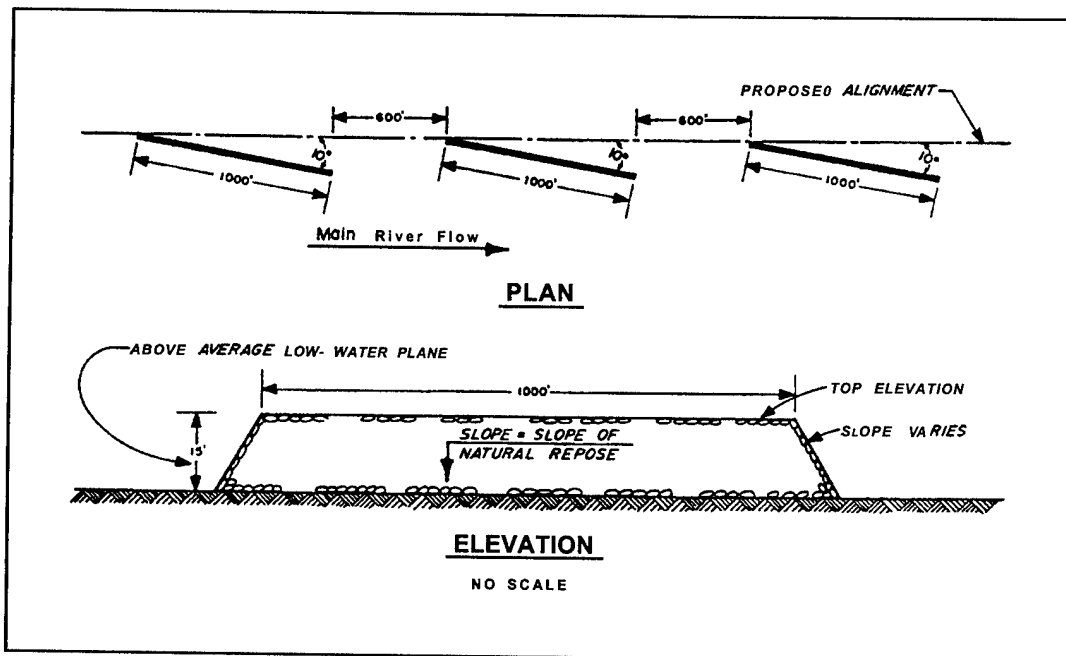 PROPOSED ALIGNMENT
600'
600'
10°
10°
10°
1000'
1000'
1000'
Main River Flow
PLAN
ABOVE AVERAGE LOW-WATER PLANE
1000'
TOP ELEVATION
SLOPE VARIES
15'
SLOPE = SLOPE OF
NATURAL REPOSE
ELEVATION
NO SCALE